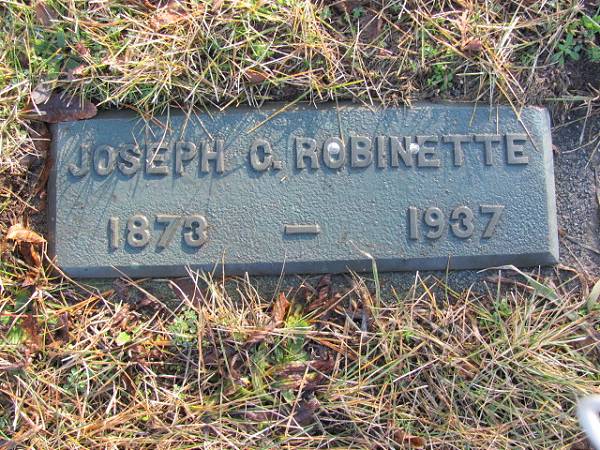 JOSEPH C. ROBINETTE
1873 – 1937